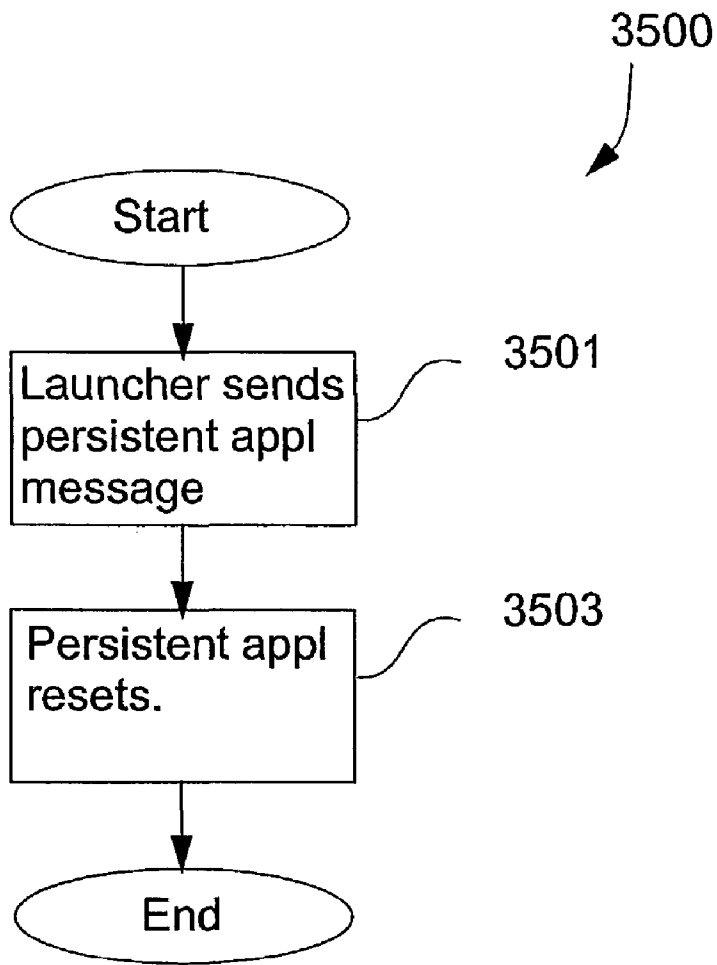 3500
Start
Launcher sends
persistent appl
message
3501
Persistent appl
resets.
3503
End